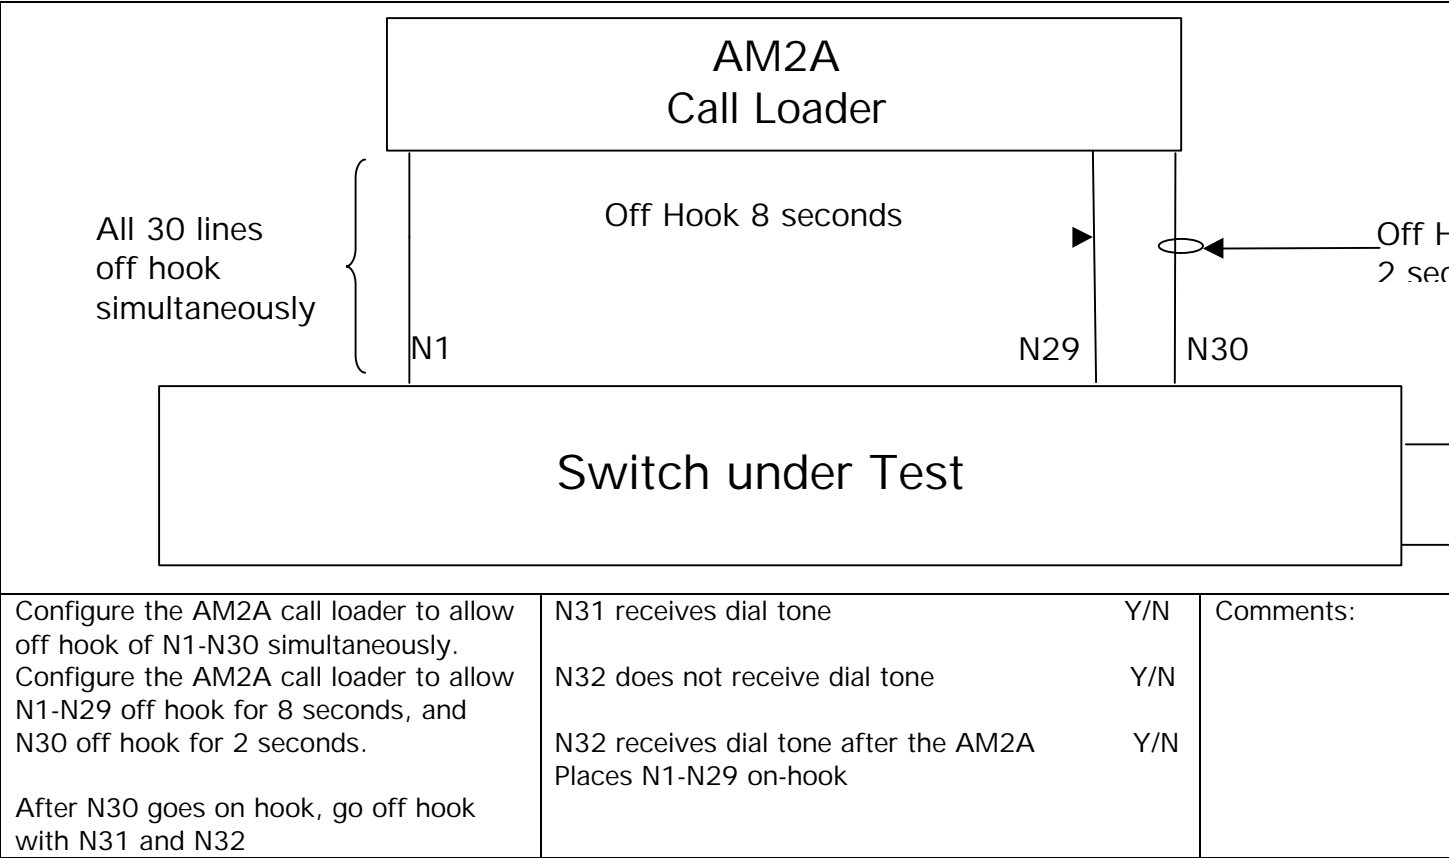 AM2A
Call Loader
All 30 lines
off hook
simultaneously
Off Hook 8 seconds
Off
2
N1
N29
N30
Switch under Test
Configure the AM2A call loader to allow
off hook of N1-N30 simultaneously.
Configure the AM2A call loader to allow
N1-N29 off hook for 8 seconds, and
N30 off hook for 2 seconds.
After N30 goes on hook, go off hook
with N31 and N32
N31 receives dial tone Y/N
N32 does not receive dial tone Y/N
N32 receives dial tone after the AM2A Y/N
Places N1-N29 on-hook
Comments: